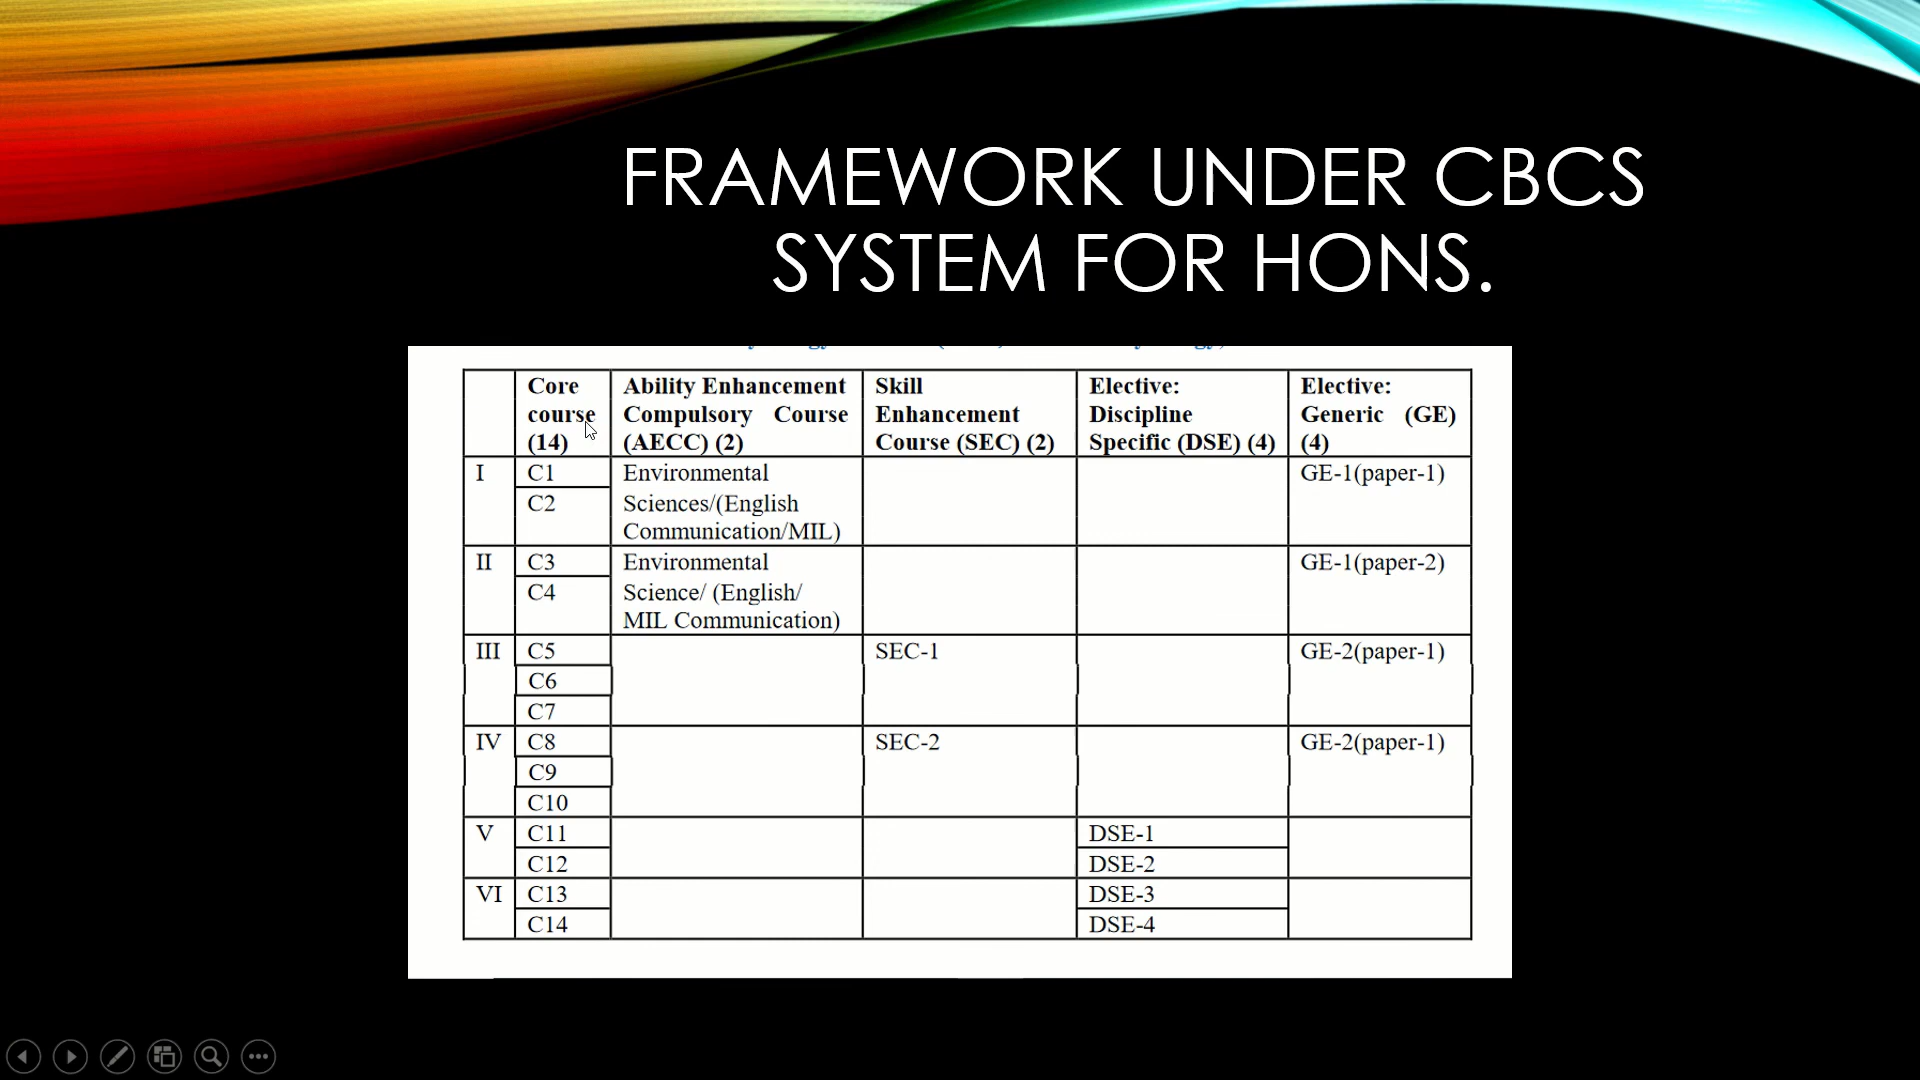 FRAMEWORK UNDER CBCS
SYSTEM FOR HONS.
Core course (14) | Ability Enhancement Compulsory Course (AECC) (2) | Skill Enhancement Course (SEC) (2) | Elective: Discipline Specific (DSE) (4) | Elective: Generic (GE) (4)
I | C1 | Environmental | GE-1(paper-1)
C2 | Sciences/(English
Communication/MIL)
II | C3 | Environmental | GE-1(paper-2)
C4 | Science/ (English/
MIL Communication)
III | C5 | SEC-1 | GE-2(paper-1)
C6
C7
IV | C8 | SEC-2 | GE-2(paper-1)
C9
C10
V | C11 | DSE-1
C12 | DSE-2
VI | C13 | DSE-3
C14 | DSE-4